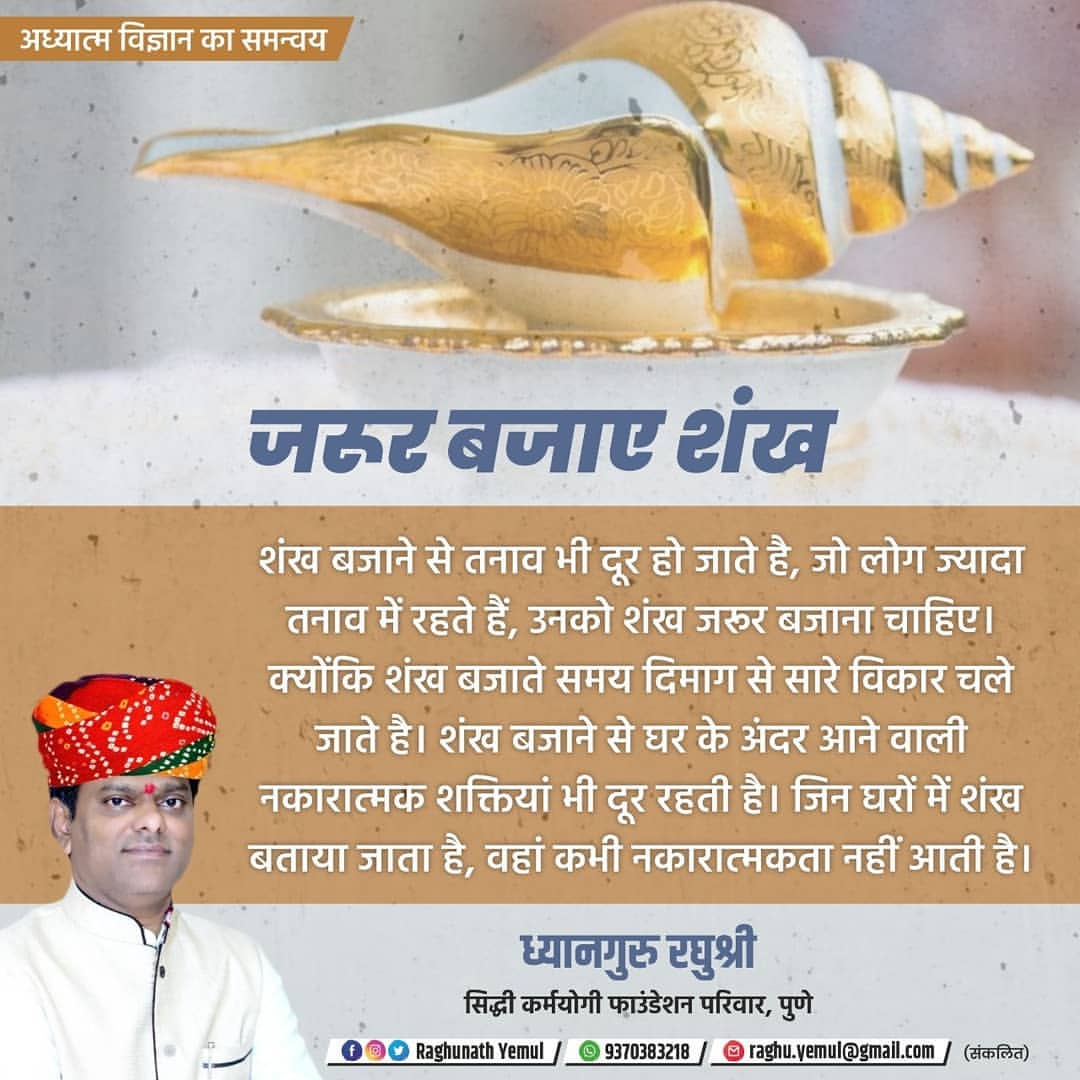 अध्यात्म विज्ञान का समन्वय
जरूर बजाए शंख
शंख बजाने से तनाव भी दूर हो जाते है, जो लोग ज्यादा
तनाव में रहते हैं, उनको शंख जरूर बजाना चाहिए।
क्योंकि शंख बजाते समय दिमाग से सारे विकार चले
जाते है। शंख बजाने से घर के अंदर आने वाली
नकारात्मक शक्तियां भी दूर रहती है। जिन घरों में शंख
बताया जाता है, वहां कभी नकारात्मकता नहीं आती है।
ध्यानगुरु रघुश्री
सिद्धी कर्मयोगी फाउंडेशन परिवार, पुणे
Raghunath Yemul / 9370383218 / raghu.yemul@gmail.com / (संकलित)